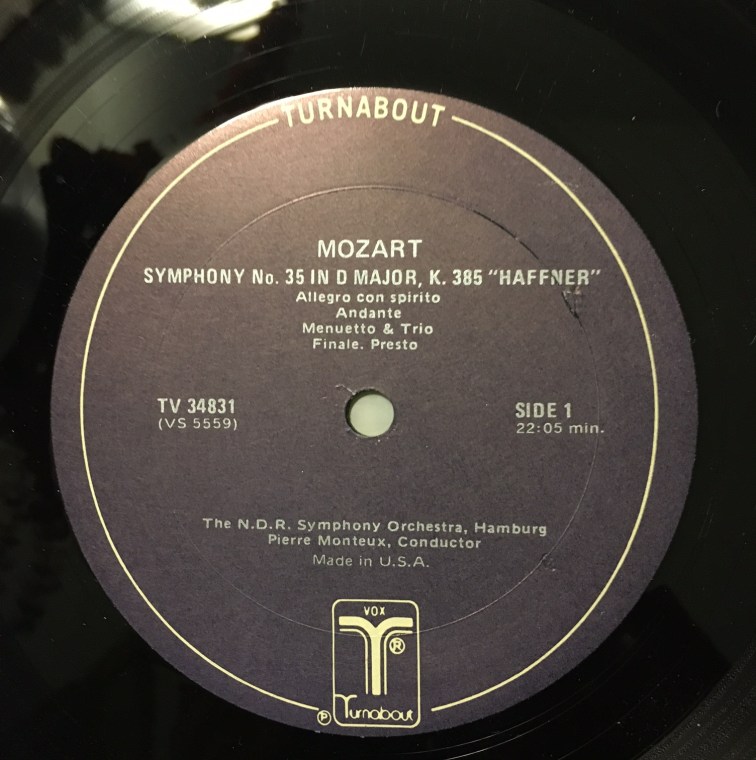 TURNABOUT
MOZART
SYMPHONY No. 35 IN D MAJOR, K. 385 "HAFFNER"
Allegro con spirito
Andante
Menuetto & Trio
Finale. Presto
TV 34831
(VS 5559)
SIDE 1
22:05 min.
The N.D.R. Symphony Orchestra, Hamburg
Pierre Monteux, Conductor
Made in U.S.A.
VOX
®
℗ Turnabout